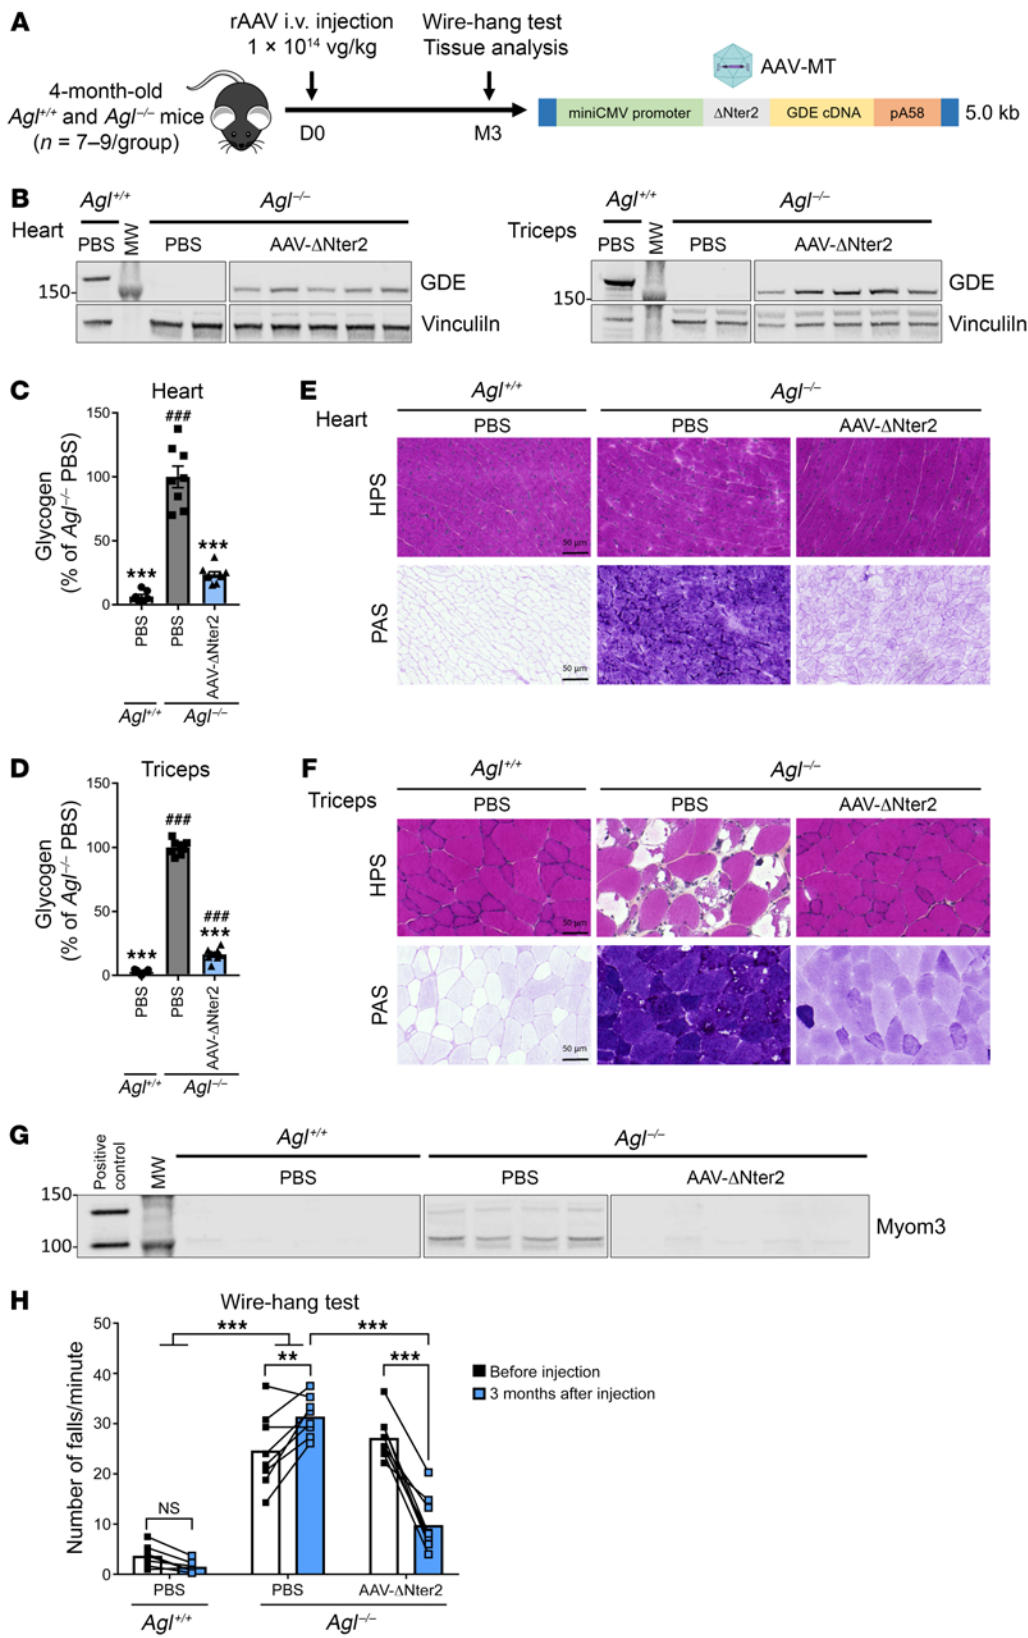 A
rAAV i.v. injection
1 × 10¹⁴ vg/kg
Wire-hang test
Tissue analysis
4-month-old
Agl⁺/⁺ and Agl⁻/⁻ mice
(n = 7–9/group)
D0
M3
AAV-MT
miniCMV promoter
ΔNter2
GDE cDNA
pA58
5.0 kb
B
Heart
Agl⁺/⁺
Agl⁻/⁻
PBS
MW
PBS
AAV-ΔNter2
150
GDE
Vinculiln
Triceps
Agl⁺/⁺
Agl⁻/⁻
PBS
MW
PBS
AAV-ΔNter2
150
GDE
Vinculiln
C
Heart
Glycogen
(% of Agl⁻/⁻ PBS)
150
100
50
0
***
###
***
PBS
PBS
AAV-ΔNter2
Agl⁺/⁺
Agl⁻/⁻
E
Heart
Agl⁺/⁺
Agl⁻/⁻
PBS
PBS
AAV-ΔNter2
HPS
50 µm
PAS
50 µm
D
Triceps
Glycogen
(% of Agl⁻/⁻ PBS)
150
100
50
0
***
###
###
***
PBS
PBS
AAV-ΔNter2
Agl⁺/⁺
Agl⁻/⁻
F
Triceps
Agl⁺/⁺
Agl⁻/⁻
PBS
PBS
AAV-ΔNter2
HPS
50 µm
PAS
50 µm
G
Positive
control
MW
Agl⁺/⁺
Agl⁻/⁻
PBS
PBS
AAV-ΔNter2
150
100
Myom3
H
Wire-hang test
Number of falls/minute
50
40
30
20
10
0
NS
***
**
***
***
Before injection
3 months after injection
PBS
PBS
AAV-ΔNter2
Agl⁺/⁺
Agl⁻/⁻